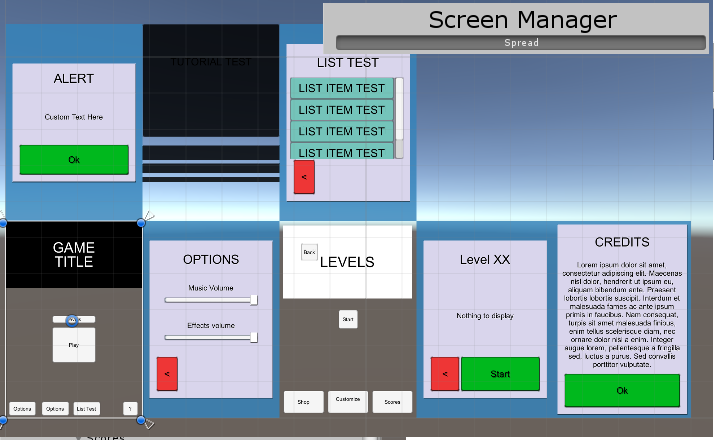 Screen Manager
Spread
ALERT
Custom Text Here
Ok
TUTORIAL TEST
LIST TEST
LIST ITEM TEST
LIST ITEM TEST
LIST ITEM TEST
LIST ITEM TEST
<
GAME
TITLE
Play
Options
Options
List Test
OPTIONS
Music Volume
Effects volume
<
Back
LEVELS
Start
Shop
Customize
Scores
Level XX
Nothing to display
<
Start
CREDITS
Lorem ipsum dolor sit amet,
consectetur adipiscing elit. Maecenas
nisl dolor, hendrerit ut ipsum eu,
aliquam bibendum ante. Praesent
lobortis lobortis suscipit. Interdum et
malesuada fames ac ante ipsum
primis in faucibus. Nam consequat,
turpis sit amet malesuada finibus,
enim tellus scelerisque diam, nec
ornare dolor nisi a enim. Integer
augue lorem, pellentesque a fringilla
sed, luctus a purus. Sed convallis
porttitor vulputate.
Ok
Scores